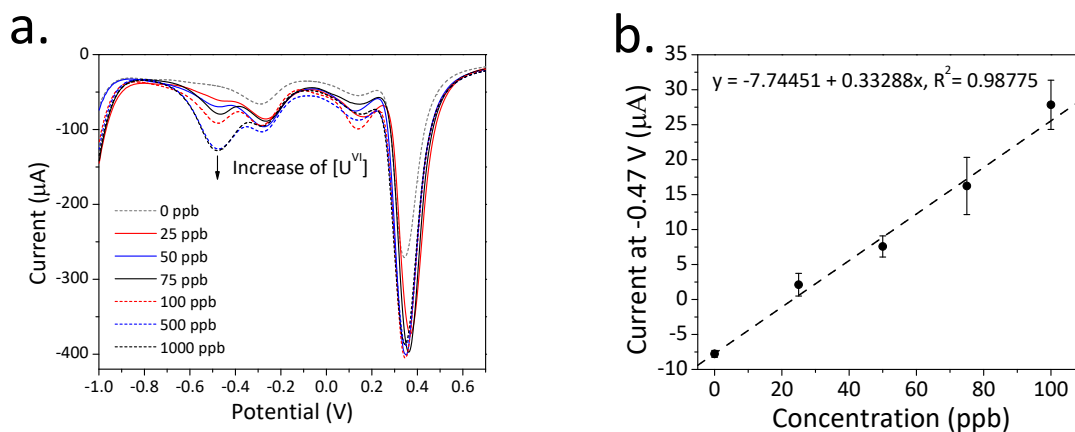 a.
Current (µA)
0
-100
-200
-300
-400
Increase of [U^VI]
0 ppb
25 ppb
50 ppb
75 ppb
100 ppb
500 ppb
1000 ppb
-1.0 -0.8 -0.6 -0.4 -0.2 0.0 0.2 0.4 0.6
Potential (V)
b.
Current at -0.47 V (µA)
35
30
25
20
15
10
5
0
-5
-10
y = -7.74451 + 0.33288x, R²= 0.98775
0 20 40 60 80 100
Concentration (ppb)